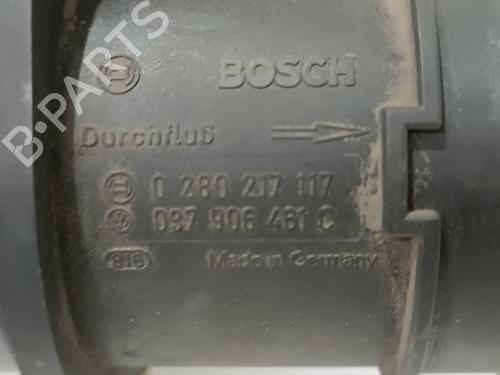 BOSCH
Durchfluß
0 280 217 117
037 906 461 C
Made in Germany
B-PARTS